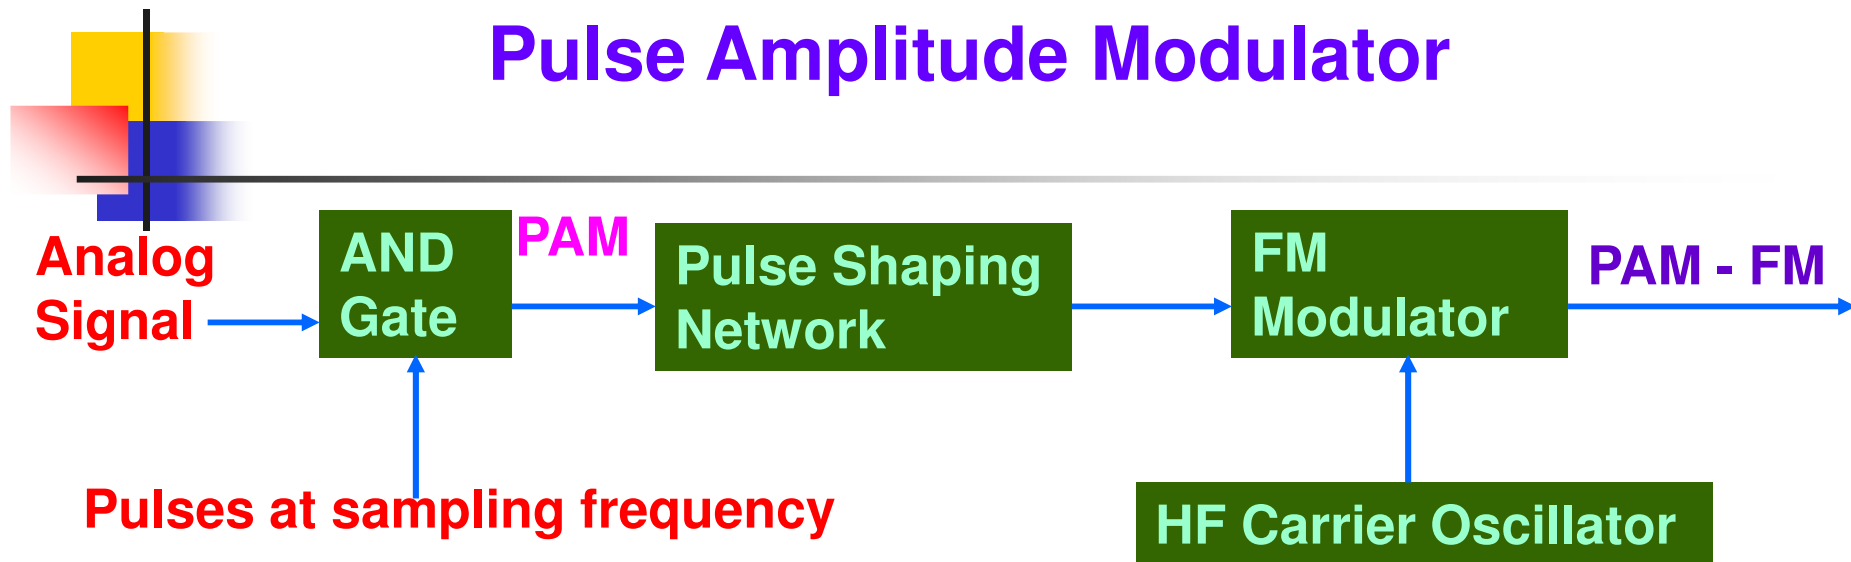 Pulse Amplitude Modulator
Analog
Signal
AND
Gate
PAM
Pulse Shaping
Network
FM
Modulator
PAM - FM
Pulses at sampling frequency
HF Carrier Oscillator